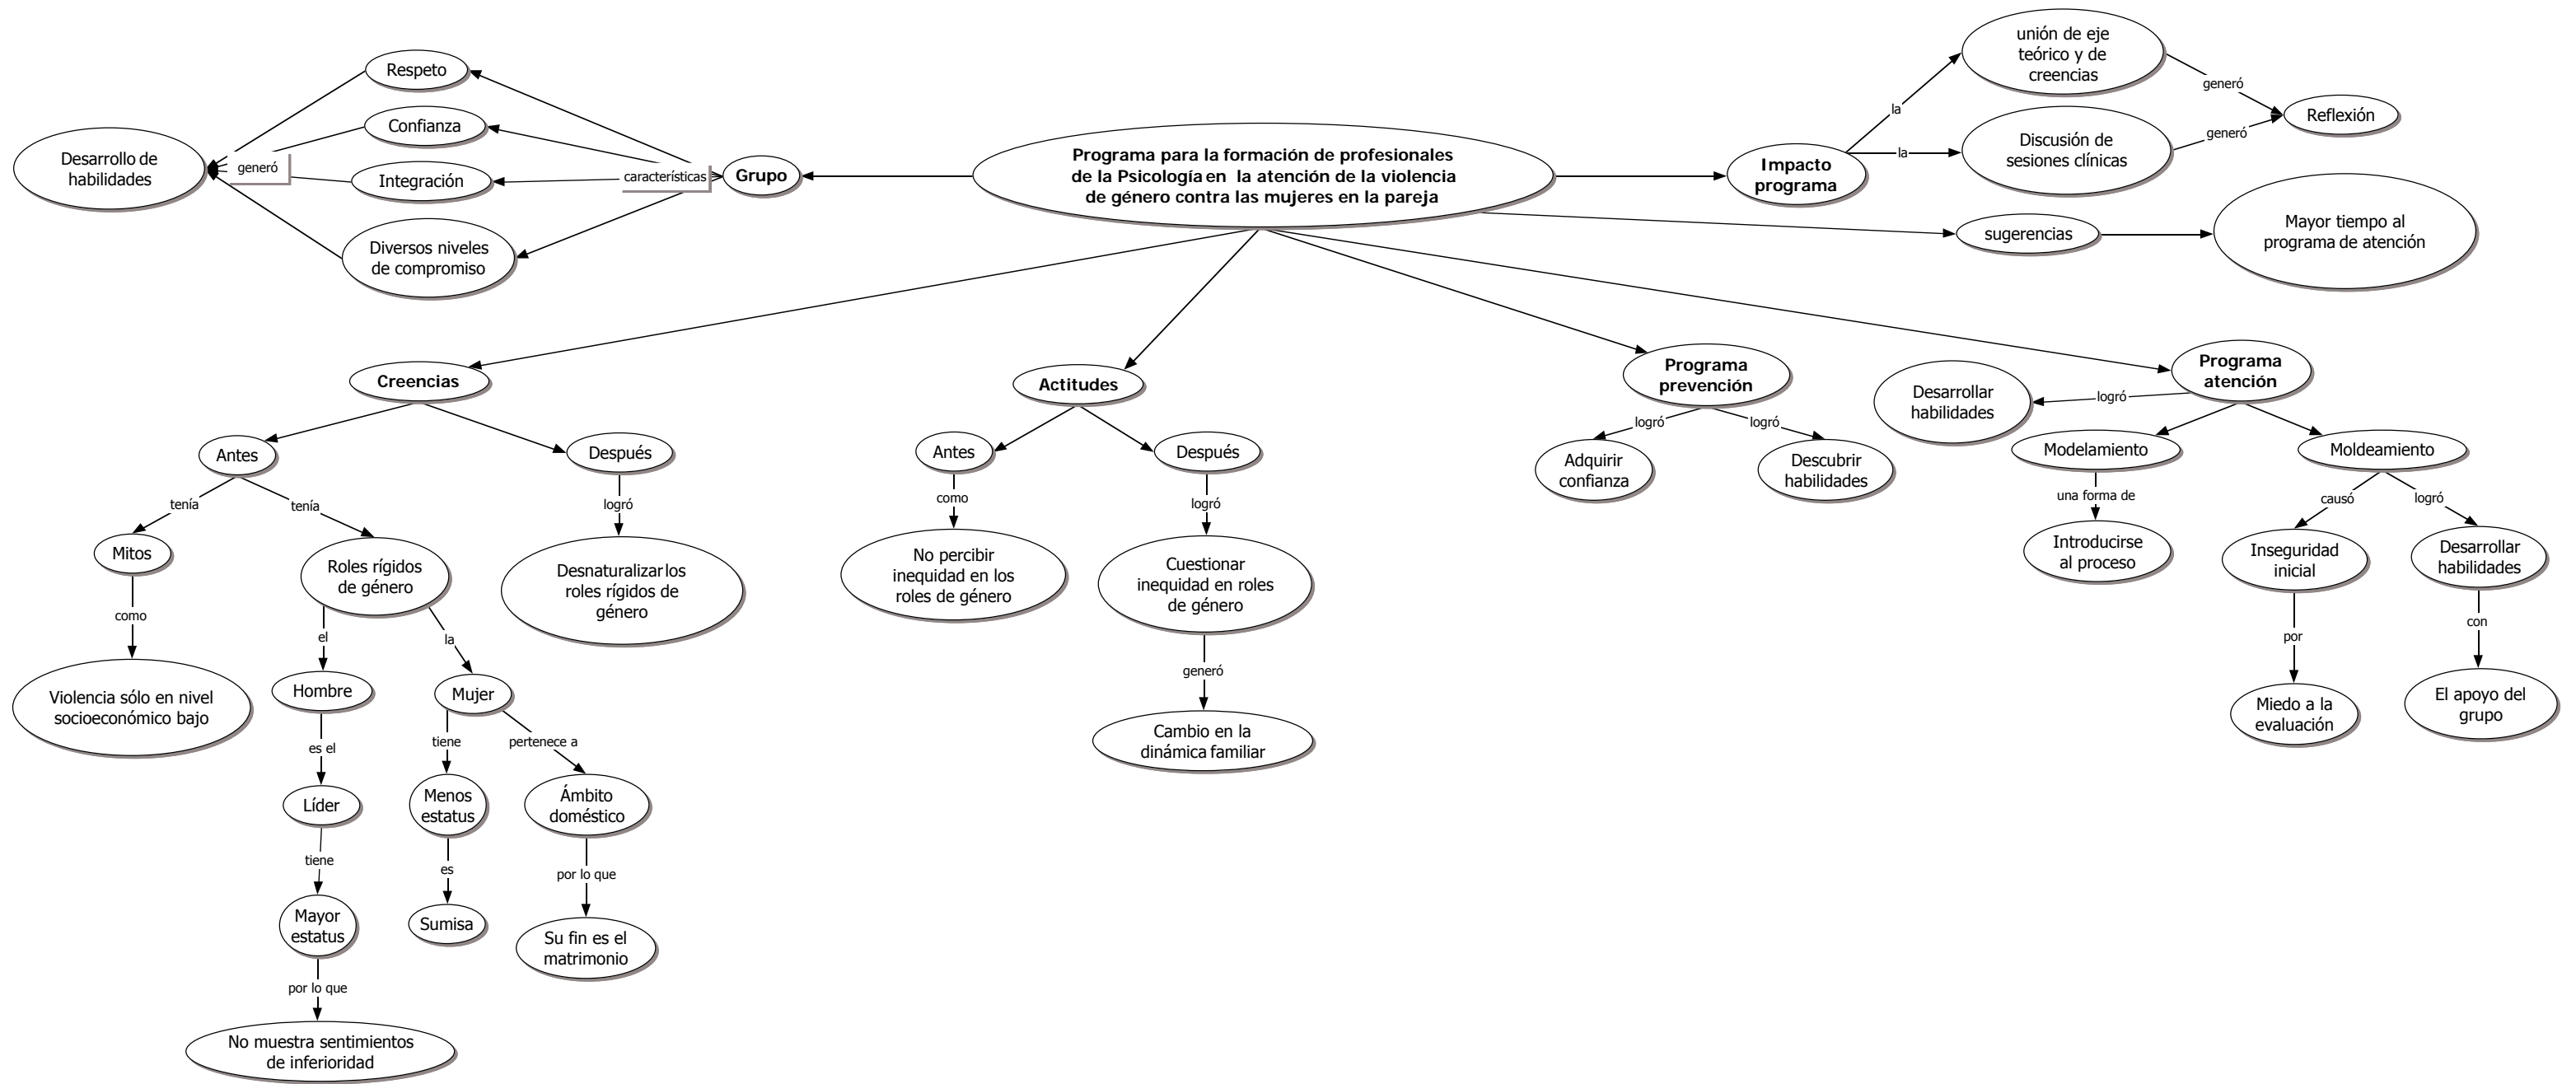 unión de eje
teórico y de
creencias
Respeto
generó
la
Reflexión
Confianza
generó
Desarrollo de
habilidades
generó
Integración
características
Grupo
Programa para la formación de profesionales
de la Psicología en la atención de la violencia
de género contra las mujeres en la pareja
Impacto
programa
la
Discusión de
sesiones clínicas
Diversos niveles
de compromiso
sugerencias
Mayor tiempo al
programa de atención
Creencias
Actitudes
Programa
prevención
Programa
atención
logró
Desarrollar
habilidades
Antes
Después
Antes
Después
logró
logró
Adquirir
confianza
Descubrir
habilidades
Modelamiento
Moldeamiento
tenía
tenía
logró
como
logró
una forma de
causó
logró
Mitos
Roles rígidos
de género
Desnaturalizar los
roles rígidos de
género
No percibir
inequidad en los
roles de género
Cuestionar
inequidad en roles
de género
Introducirse
al proceso
Inseguridad
inicial
Desarrollar
habilidades
como
el
la
generó
por
con
Violencia sólo en nivel
socioeconómico bajo
Hombre
Mujer
Cambio en la
dinámica familiar
Miedo a la
evaluación
El apoyo del
grupo
es el
tiene
pertenece a
Líder
Menos
estatus
Ámbito
doméstico
tiene
es
por lo que
Mayor
estatus
Sumisa
Su fin es el
matrimonio
por lo que
No muestra sentimientos
de inferioridad